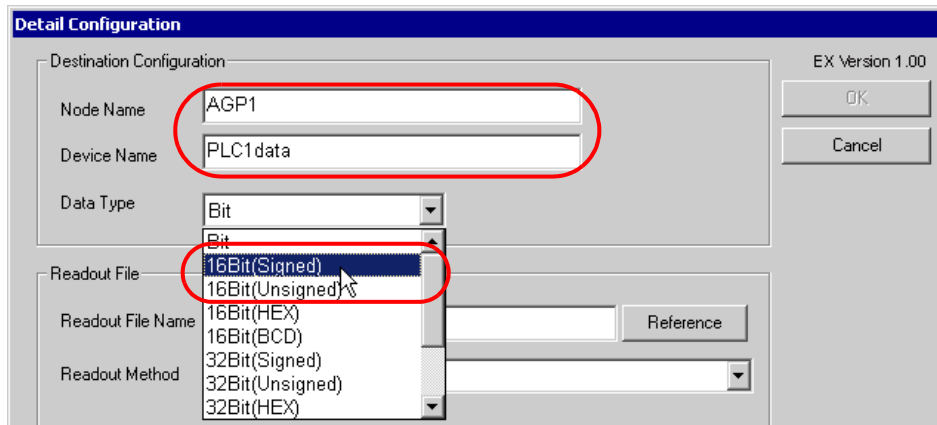 Detail Configuration
Destination Configuration
EX Version 1.00
Node Name
AGP1
OK
Device Name
PLC1data
Cancel
Data Type
Bit
Bit
16Bit(Signed)
16Bit(Unsigned)
16Bit(HEX)
16Bit(BCD)
32Bit(Signed)
32Bit(Unsigned)
32Bit(HEX)
Readout File
Readout File Name
Reference
Readout Method